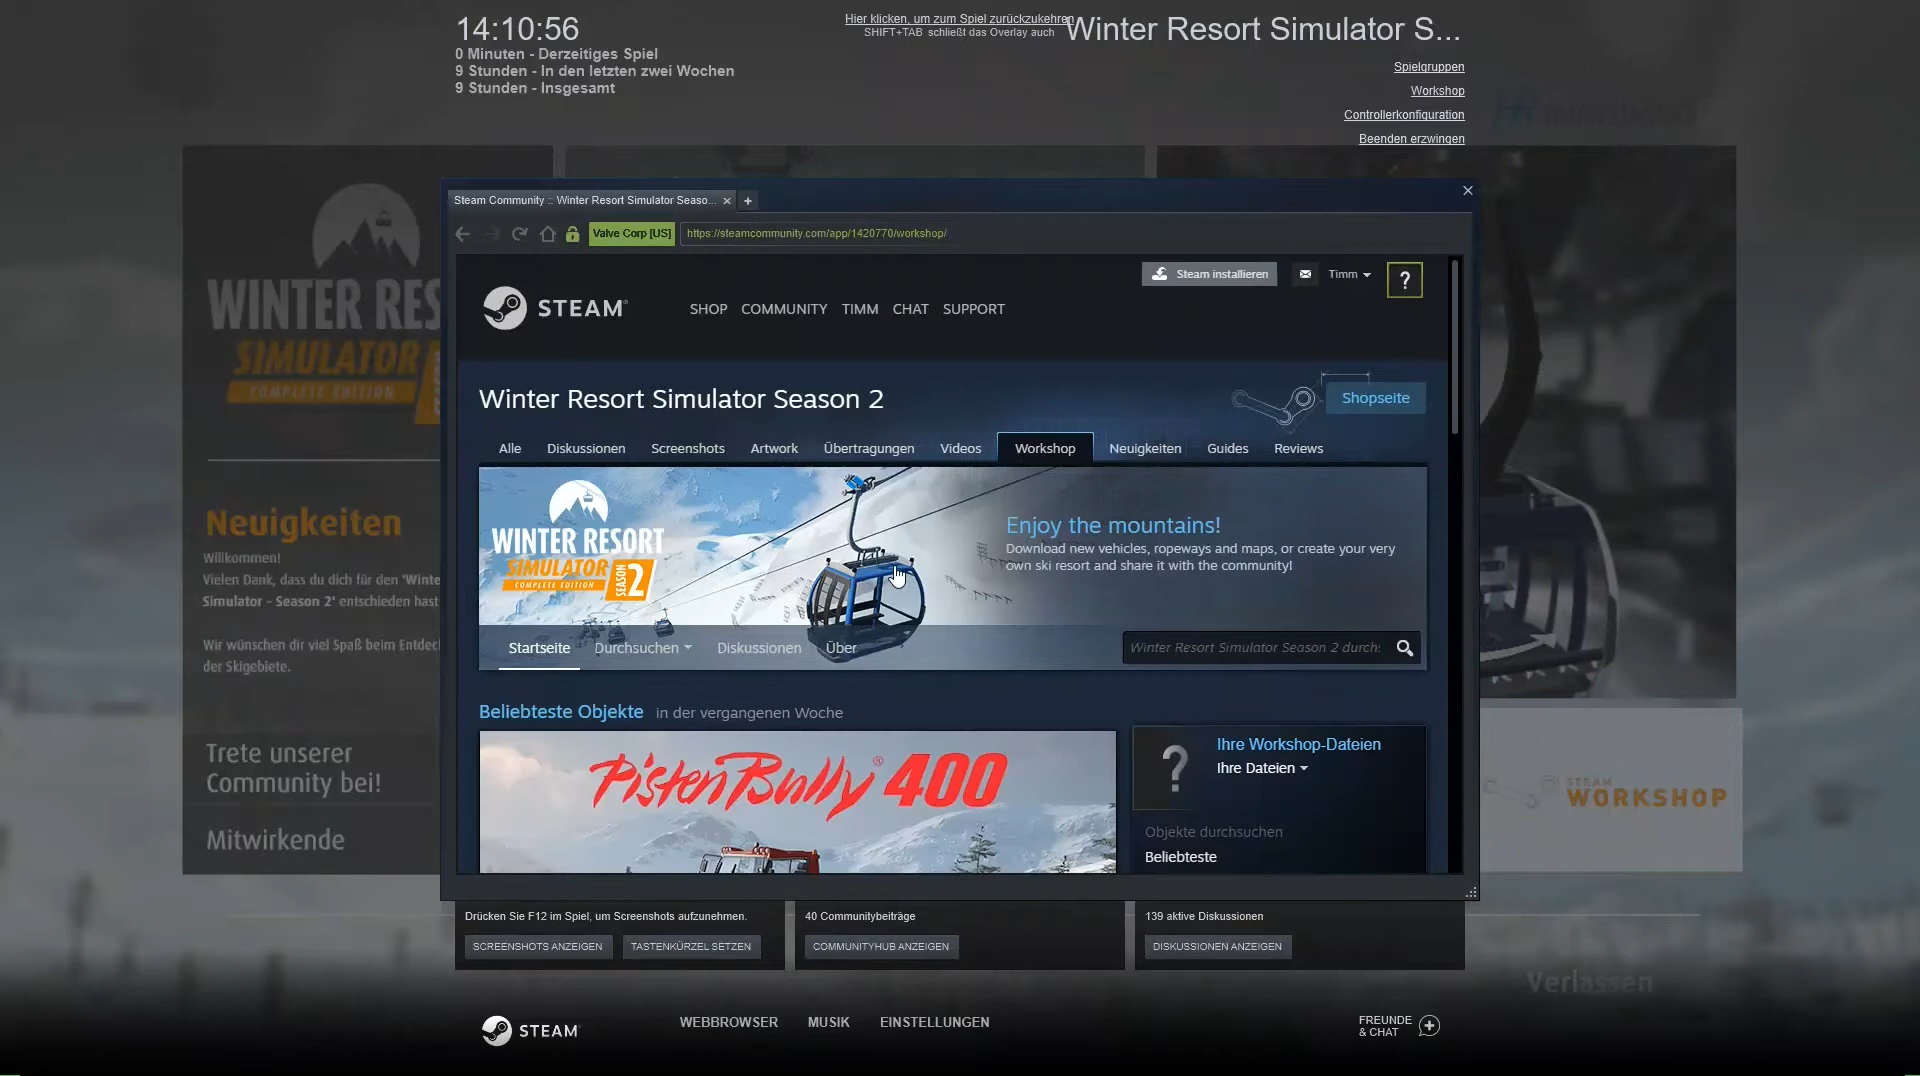 14:10:56
0 Minuten - Derzeitiges Spiel
9 Stunden - In den letzten zwei Wochen
9 Stunden - Insgesamt
Hier klicken, um zum Spiel zurückzukehren
SHIFT+TAB schließt das Overlay auch
Winter Resort Simulator S...
Spielgruppen
Workshop
Controllerkonfiguration
Beenden erzwingen
Steam Community :: Winter Resort Simulator Seaso...
Valve Corp [US]
https://steamcommunity.com/app/1420770/workshop/
Steam installieren
Timm
?
STEAM
SHOP COMMUNITY TIMM CHAT SUPPORT
Winter Resort Simulator Season 2
Shopseite
Alle Diskussionen Screenshots Artwork Übertragungen Videos Workshop Neuigkeiten Guides Reviews
WINTER RESORT
SIMULATOR
COMPLETE EDITION
SEASON 2
Enjoy the mountains!
Download new vehicles, ropeways and maps, or create your very
own ski resort and share it with the community!
Startseite Durchsuchen Diskussionen Über
Winter Resort Simulator Season 2 durchs
Beliebteste Objekte in der vergangenen Woche
PistenBully® 400
?
Ihre Workshop-Dateien
Ihre Dateien
Objekte durchsuchen
Beliebteste
WINTER RES
SIMULATOR
COMPLETE EDITION
Neuigkeiten
Willkommen!
Vielen Dank, dass du dich für den 'Winte
Simulator - Season 2' entschieden hast
Wir wünschen dir viel Spaß beim Entdec
der Skigebiete.
Trete unserer
Community bei!
Mitwirkende
STEAM
WORKSHOP
Drücken Sie F12 im Spiel, um Screenshots aufzunehmen.
SCREENSHOTS ANZEIGEN
TASTENKÜRZEL SETZEN
40 Communitybeiträge
COMMUNITYHUB ANZEIGEN
139 aktive Diskussionen
DISKUSSIONEN ANZEIGEN
Verlassen
STEAM
WEBBROWSER MUSIK EINSTELLUNGEN
FREUNDE
& CHAT